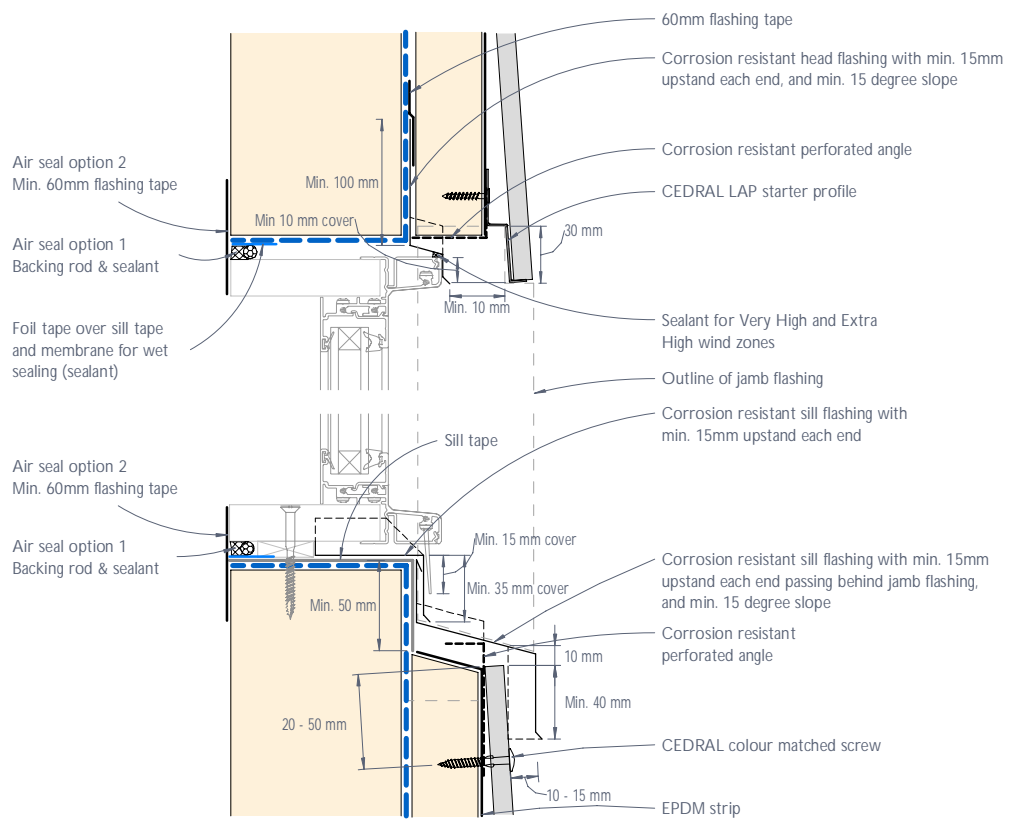 60mm flashing tape
Corrosion resistant head flashing with min. 15mm
upstand each end, and min. 15 degree slope
Corrosion resistant perforated angle
CEDRAL LAP starter profile
Air seal option 2
Min. 60mm flashing tape
Min. 100 mm
Min 10 mm cover
30 mm
Air seal option 1
Backing rod & sealant
Min. 10 mm
Foil tape over sill tape
and membrane for wet
sealing (sealant)
Sealant for Very High and Extra
High wind zones
Outline of jamb flashing
Corrosion resistant sill flashing with
min. 15mm upstand each end
Sill tape
Air seal option 2
Min. 60mm flashing tape
Air seal option 1
Backing rod & sealant
Min. 15 mm cover
Min. 35 mm cover
Min. 50 mm
Corrosion resistant sill flashing with min. 15mm
upstand each end passing behind jamb flashing,
and min. 15 degree slope
Corrosion resistant
perforated angle
10 mm
Min. 40 mm
20 - 50 mm
CEDRAL colour matched screw
10 - 15 mm
EPDM strip